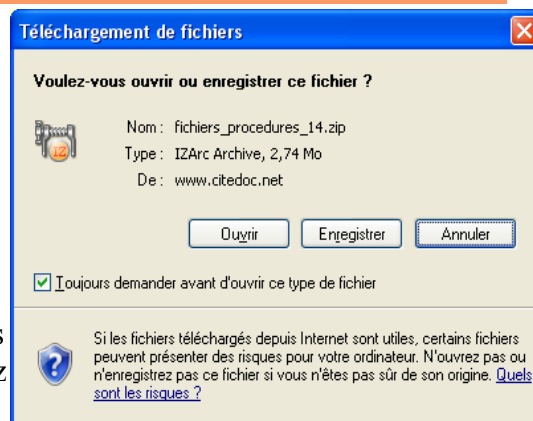 Téléchargement de fichiers
Voulez-vous ouvrir ou enregistrer ce fichier ?
Nom : fichiers_procedures_14.zip
Type : IZArc Archive, 2,74 Mo
De : www.citedoc.net
Ouvrir Enregistrer Annuler
Toujours demander avant d'ouvrir ce type de fichier
s
z
Si les fichiers téléchargés depuis Internet sont utiles, certains fichiers
peuvent présenter des risques pour votre ordinateur. N'ouvrez pas ou
n'enregistrez pas ce fichier si vous n'êtes pas sûr de son origine. Quels
sont les risques ?
IZ